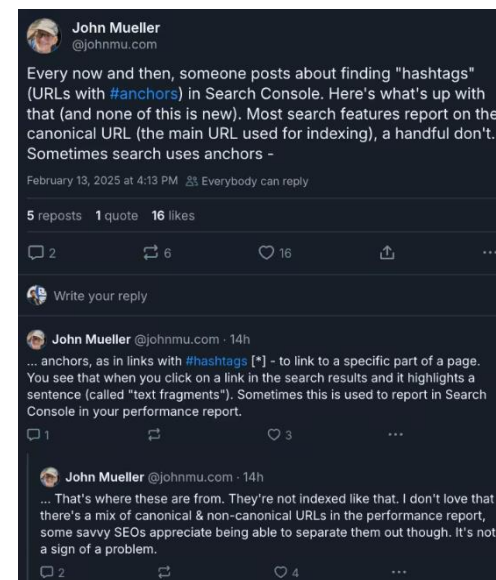 John Mueller
@johnmu.com
Every now and then, someone posts about finding "hashtags"
(URLs with #anchors) in Search Console. Here's what's up with
that (and none of this is new). Most search features report on the
canonical URL (the main URL used for indexing), a handful don't.
Sometimes search uses anchors -
February 13, 2025 at 4:13 PM Everybody can reply
5 reposts 1 quote 16 likes
2 6 16 ...
Write your reply
John Mueller @johnmu.com · 14h
... anchors, as in links with #hashtags [*] - to link to a specific part of a page.
You see that when you click on a link in the search results and it highlights a
sentence (called "text fragments"). Sometimes this is used to report in Search
Console in your performance report.
1 3 ...
John Mueller @johnmu.com · 14h
... That's where these are from. They're not indexed like that. I don't love that
there's a mix of canonical & non-canonical URLs in the performance report,
some savvy SEOs appreciate being able to separate them out though. It's not
a sign of a problem.
2 4 ...